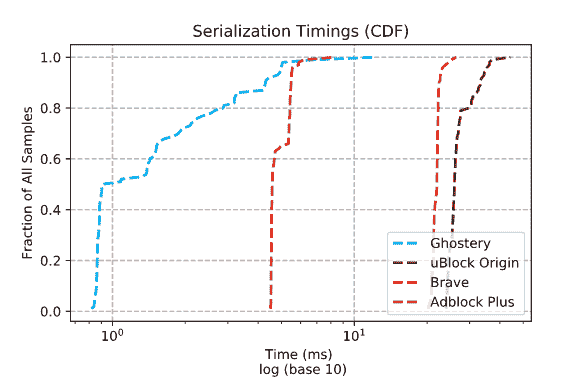 Serialization Timings (CDF)
1.0
0.8
0.6
0.4
0.2
0.0
Fraction of All Samples
Ghostery
uBlock Origin
Brave
Adblock Plus
10⁰
10¹
Time (ms)
log (base 10)